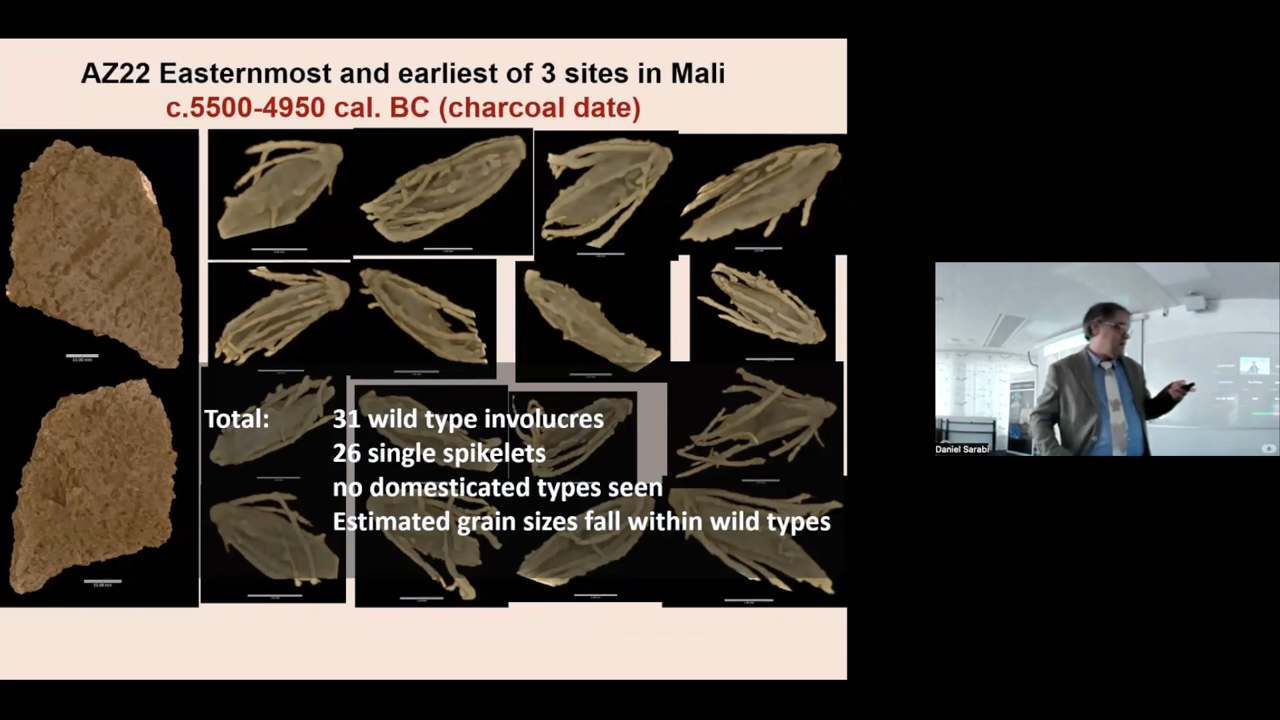 AZ22 Easternmost and earliest of 3 sites in Mali
c.5500-4950 cal. BC (charcoal date)
Total: 31 wild type involucres
26 single spikelets
no domesticated types seen
Estimated grain sizes fall within wild types
Daniel Sarabi